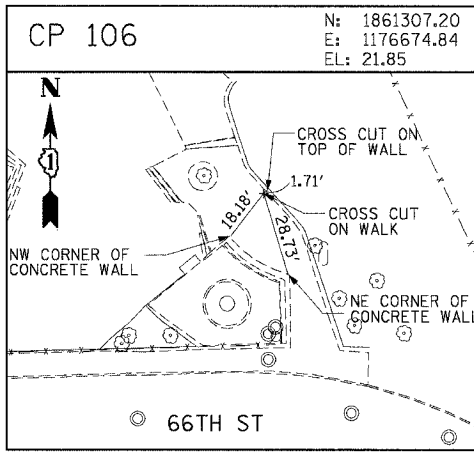 CP 106
N: 1861307.20
E: 1176674.84
EL: 21.85
N
1
CROSS CUT ON
TOP OF WALL
1.71'
18.18'
CROSS CUT
ON WALK
28.73'
NW CORNER OF
CONCRETE WALL
NE CORNER OF
CONCRETE WALL
66TH ST